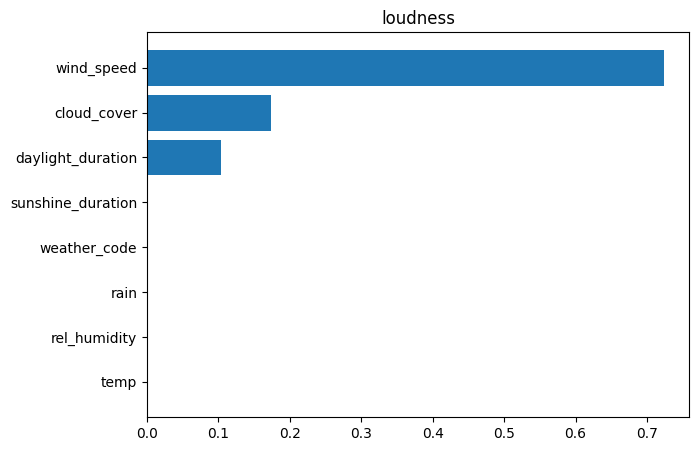 loudness
wind_speed
cloud_cover
daylight_duration
sunshine_duration
weather_code
rain
rel_humidity
temp
0.0 0.1 0.2 0.3 0.4 0.5 0.6 0.7